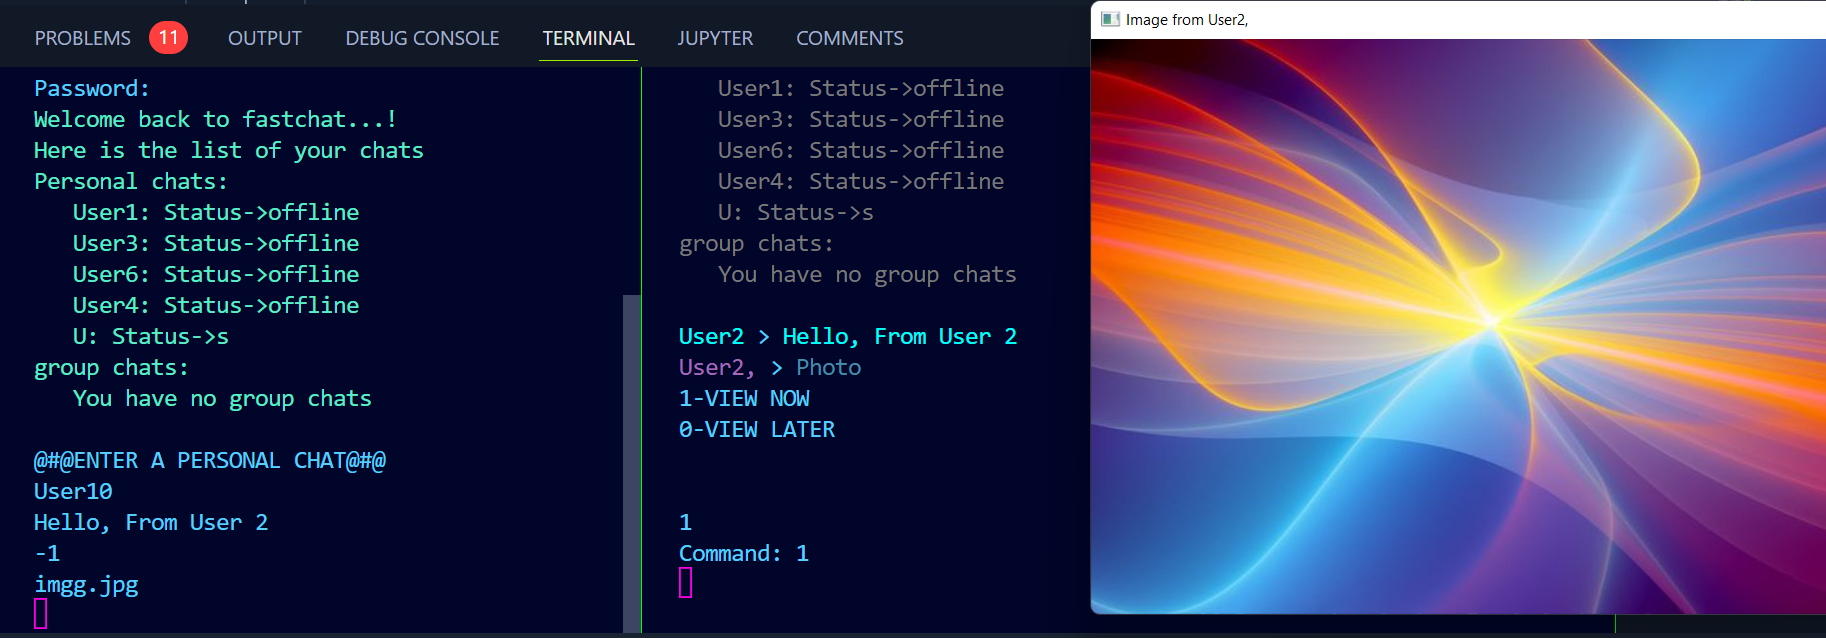 PROBLEMS 11 OUTPUT DEBUG CONSOLE TERMINAL JUPYTER COMMENTS
Password:
Welcome back to fastchat...!
Here is the list of your chats
Personal chats:
User1: Status->offline
User3: Status->offline
User6: Status->offline
User4: Status->offline
U: Status->s
group chats:
You have no group chats
@#@ENTER A PERSONAL CHAT@#@
User10
Hello, From User 2
-1
imgg.jpg
User1: Status->offline
User3: Status->offline
User6: Status->offline
User4: Status->offline
U: Status->s
group chats:
You have no group chats
User2 > Hello, From User 2
User2, > Photo
1-VIEW NOW
0-VIEW LATER
1
Command: 1
Image from User2,